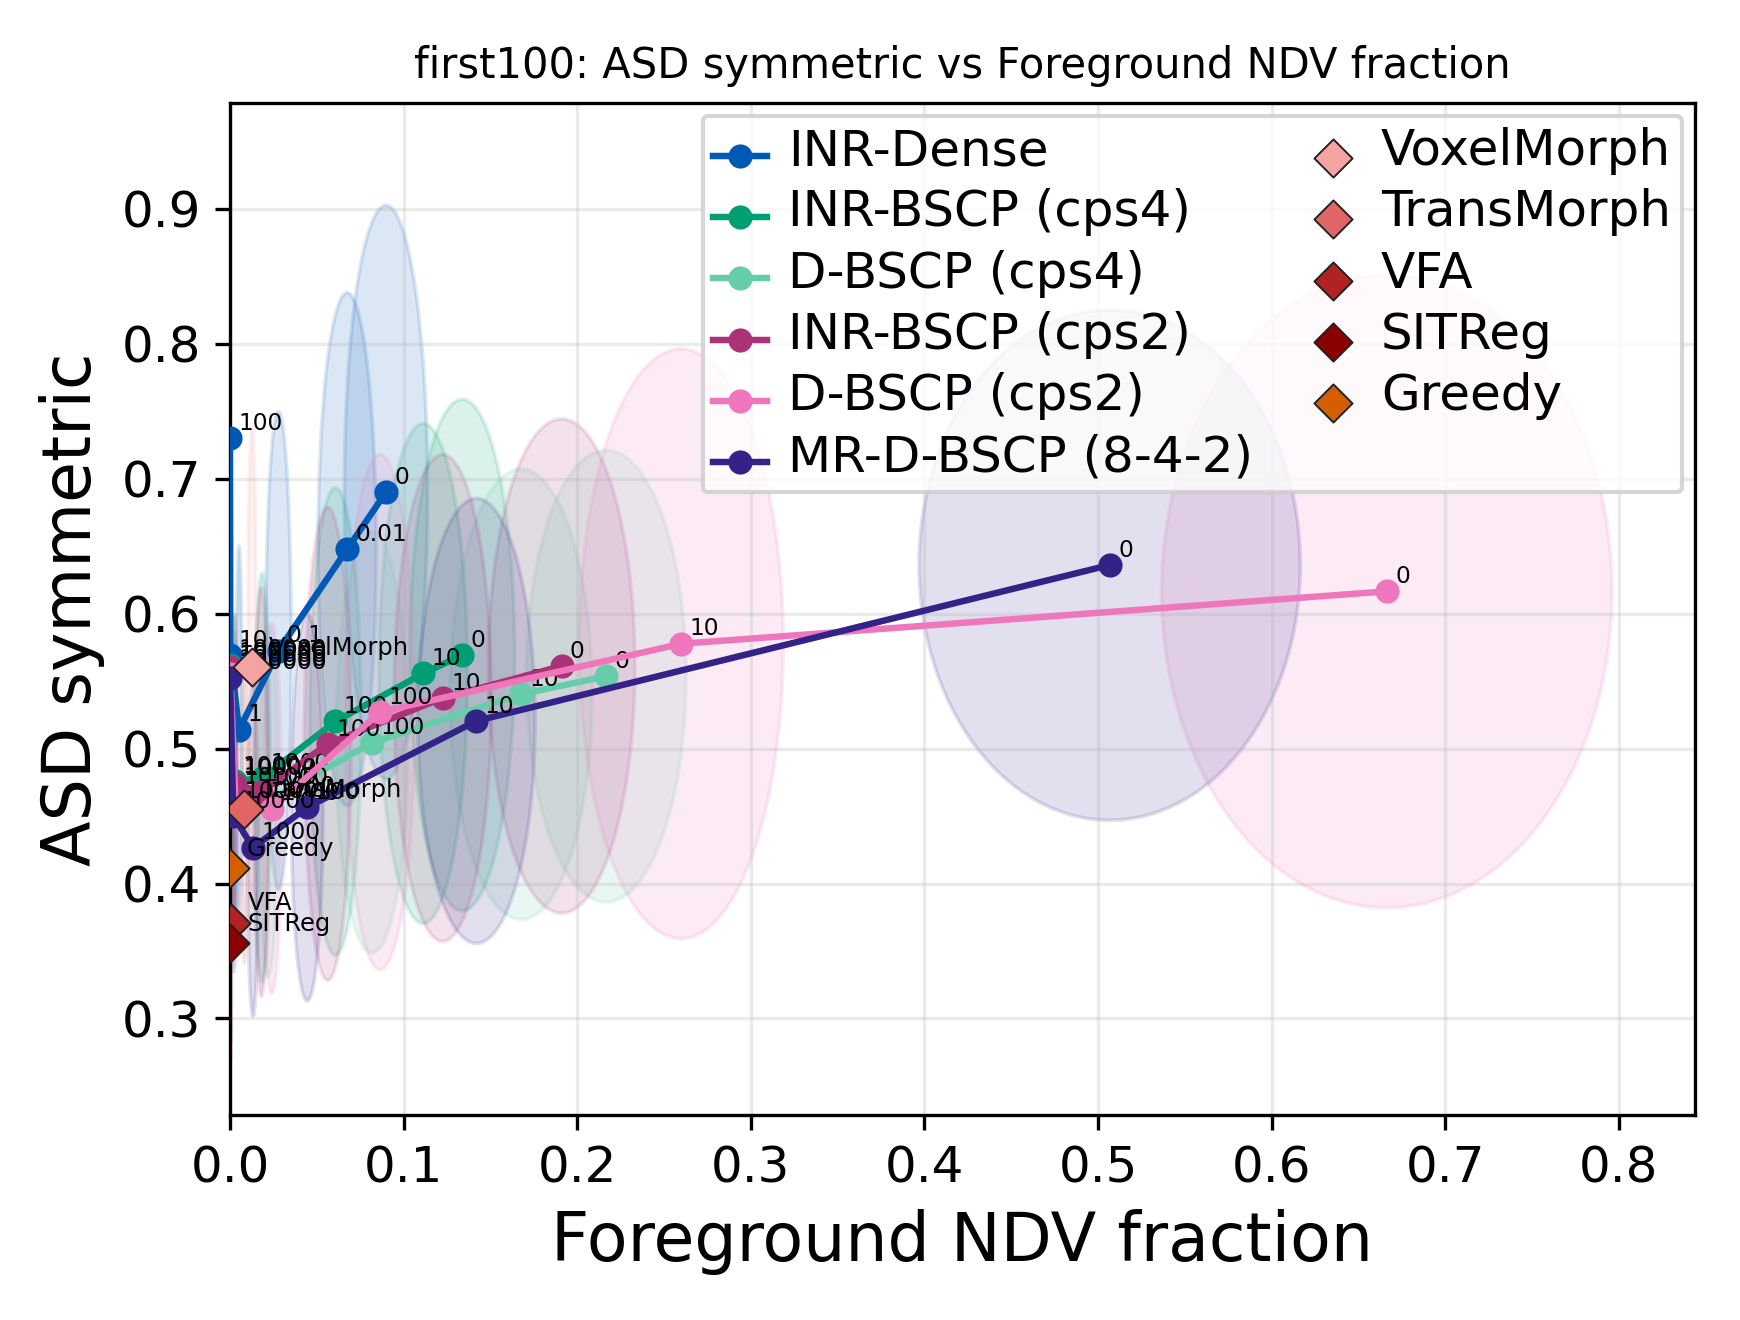 first100: ASD symmetric vs Foreground NDV fraction
INR-Dense
INR-BSCP (cps4)
D-BSCP (cps4)
INR-BSCP (cps2)
D-BSCP (cps2)
MR-D-BSCP (8-4-2)
VoxelMorph
TransMorph
VFA
SITReg
Greedy
ASD symmetric
0.9
0.8
0.7
0.6
0.5
0.4
0.3
100
0
0.01
0.1
10
1
0
10
100
0
10
100
0
10
100
0
10
100
0
10
100
1000
Greedy
VFA
SITReg
0.0
0.1
0.2
0.3
0.4
0.5
0.6
0.7
0.8
Foreground NDV fraction